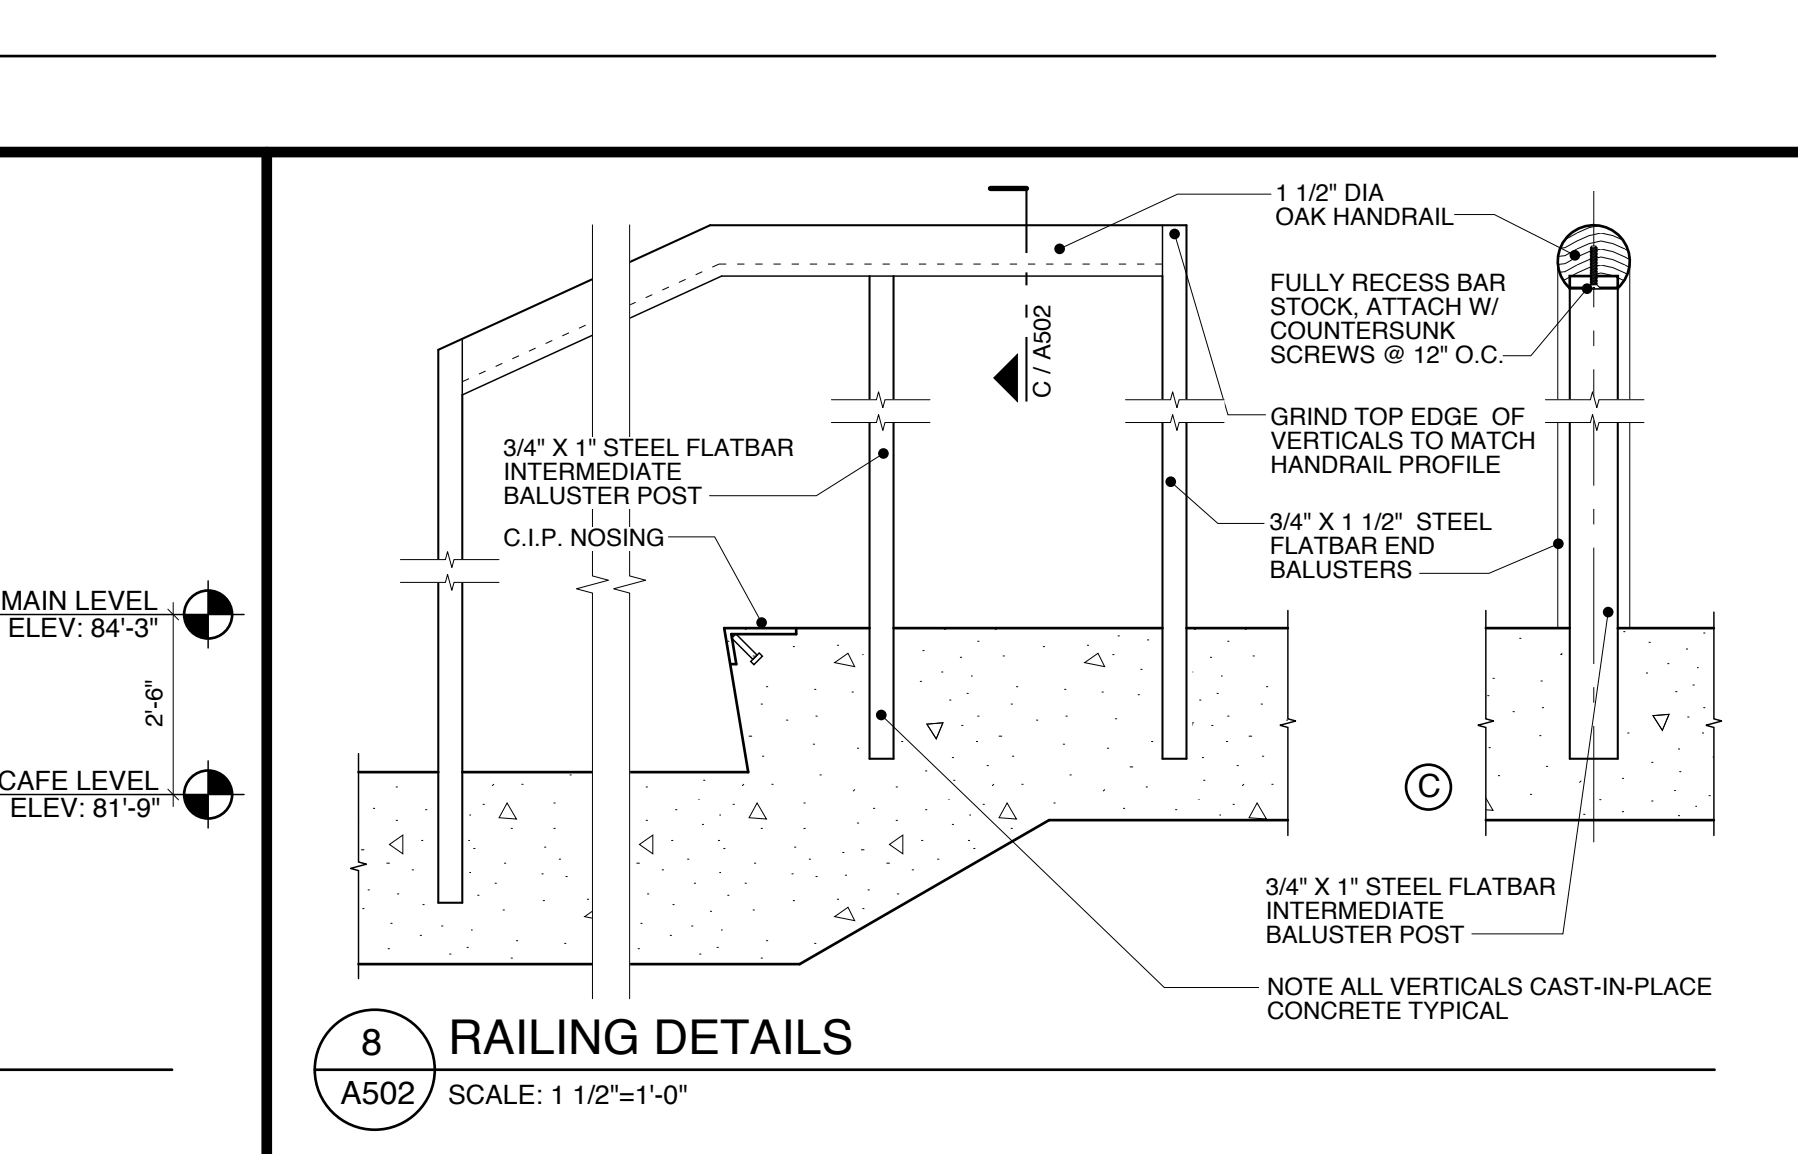 1 1/2" DIA
OAK HANDRAIL
FULLY RECESS BAR
STOCK, ATTACH W/
COUNTERSUNK
SCREWS @ 12" O.C.
C / A502
GRIND TOP EDGE OF
VERTICALS TO MATCH
HANDRAIL PROFILE
3/4" X 1" STEEL FLATBAR
INTERMEDIATE
BALUSTER POST
C.I.P. NOSING
3/4" X 1 1/2" STEEL
FLATBAR END
BALUSTERS
MAIN LEVEL
ELEV: 84'-3"
2'-6"
CAFE LEVEL
ELEV: 81'-9"
C
3/4" X 1" STEEL FLATBAR
INTERMEDIATE
BALUSTER POST
NOTE ALL VERTICALS CAST-IN-PLACE
CONCRETE TYPICAL
8
A502
RAILING DETAILS
SCALE: 1 1/2"=1'-0"